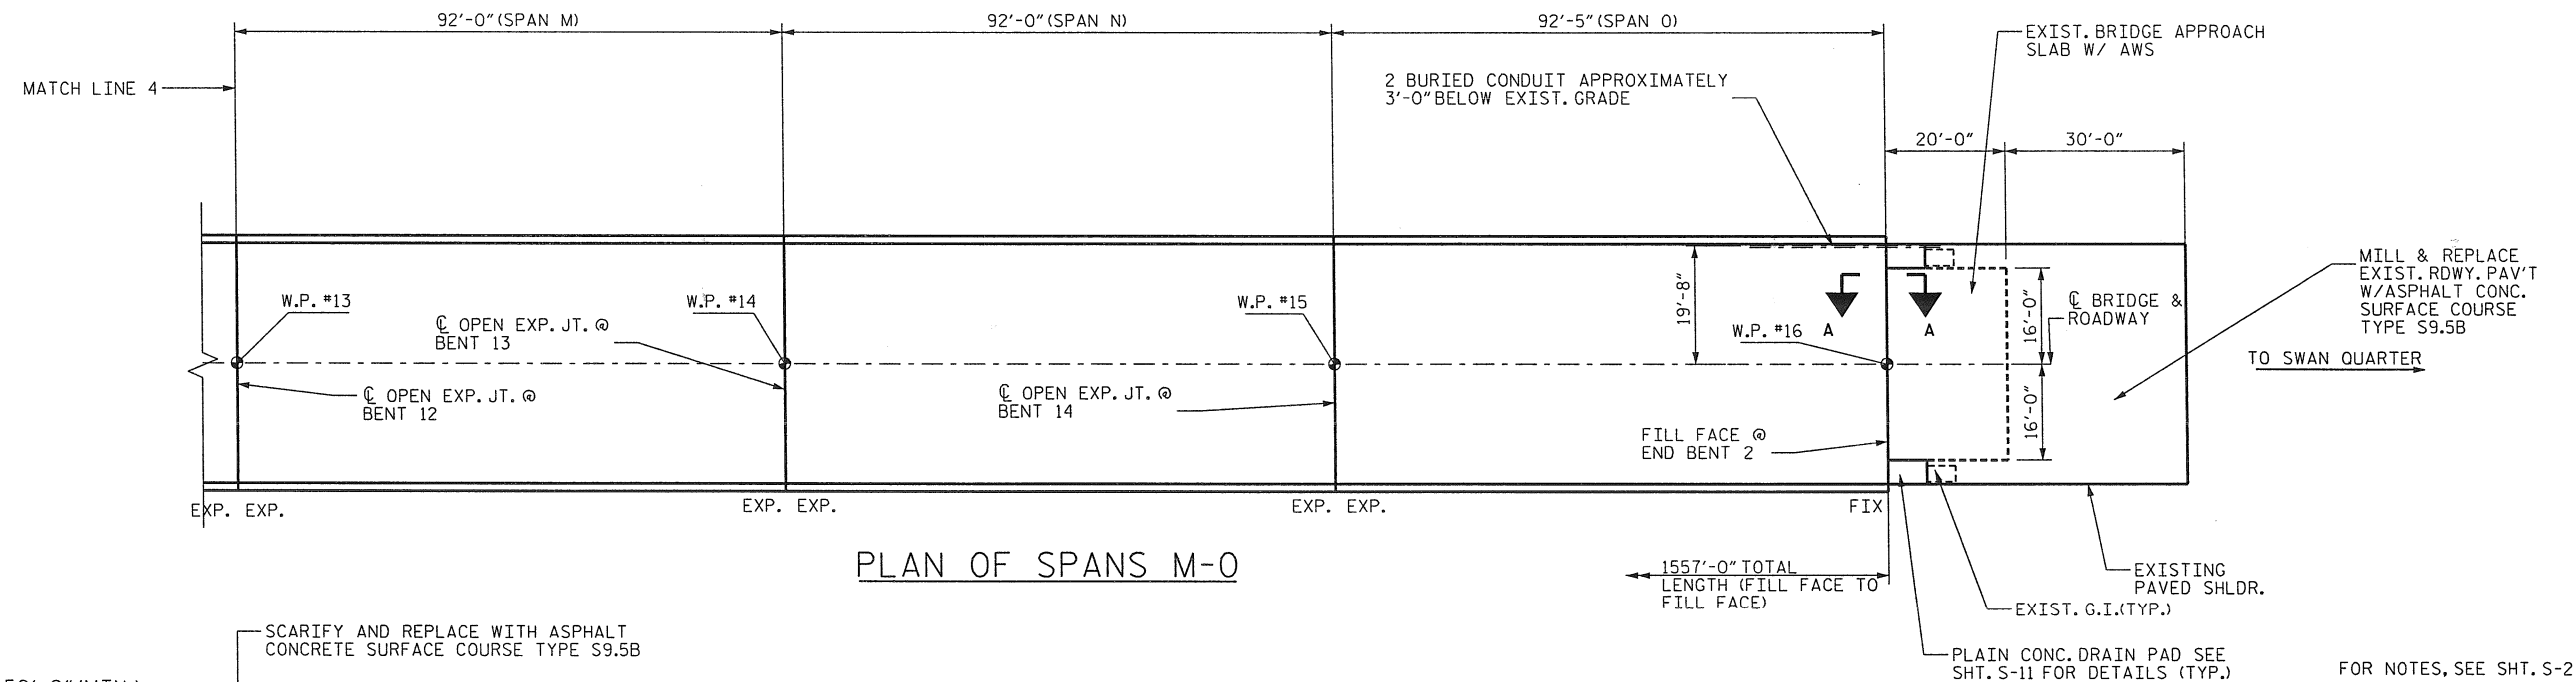 92'-0"(SPAN M)
92'-0"(SPAN N)
92'-5"(SPAN O)
EXIST. BRIDGE APPROACH
SLAB W/ AWS
MATCH LINE 4
2 BURIED CONDUIT APPROXIMATELY
3'-0"BELOW EXIST. GRADE
20'-0"
30'-0"
MILL & REPLACE
EXIST. RDWY. PAV'T
W/ASPHALT CONC.
SURFACE COURSE
TYPE S9.5B
W.P. #13
W.P. #14
W.P. #15
W.P. #16
19'-8"
A
A
16'-0"
16'-0"
℄ BRIDGE &
ROADWAY
TO SWAN QUARTER
℄ OPEN EXP. JT. @
BENT 13
℄ OPEN EXP. JT. @
BENT 12
℄ OPEN EXP. JT. @
BENT 14
FILL FACE @
END BENT 2
EXP. EXP.
EXP. EXP.
EXP. EXP.
FIX
PLAN OF SPANS M-O
1557'-0" TOTAL
LENGTH (FILL FACE TO
FILL FACE)
EXISTING
PAVED SHLDR.
EXIST. G.I.(TYP.)
PLAIN CONC. DRAIN PAD SEE
SHT. S-11 FOR DETAILS (TYP.)
SCARIFY AND REPLACE WITH ASPHALT
CONCRETE SURFACE COURSE TYPE S9.5B
FOR NOTES, SEE SHT. S-2